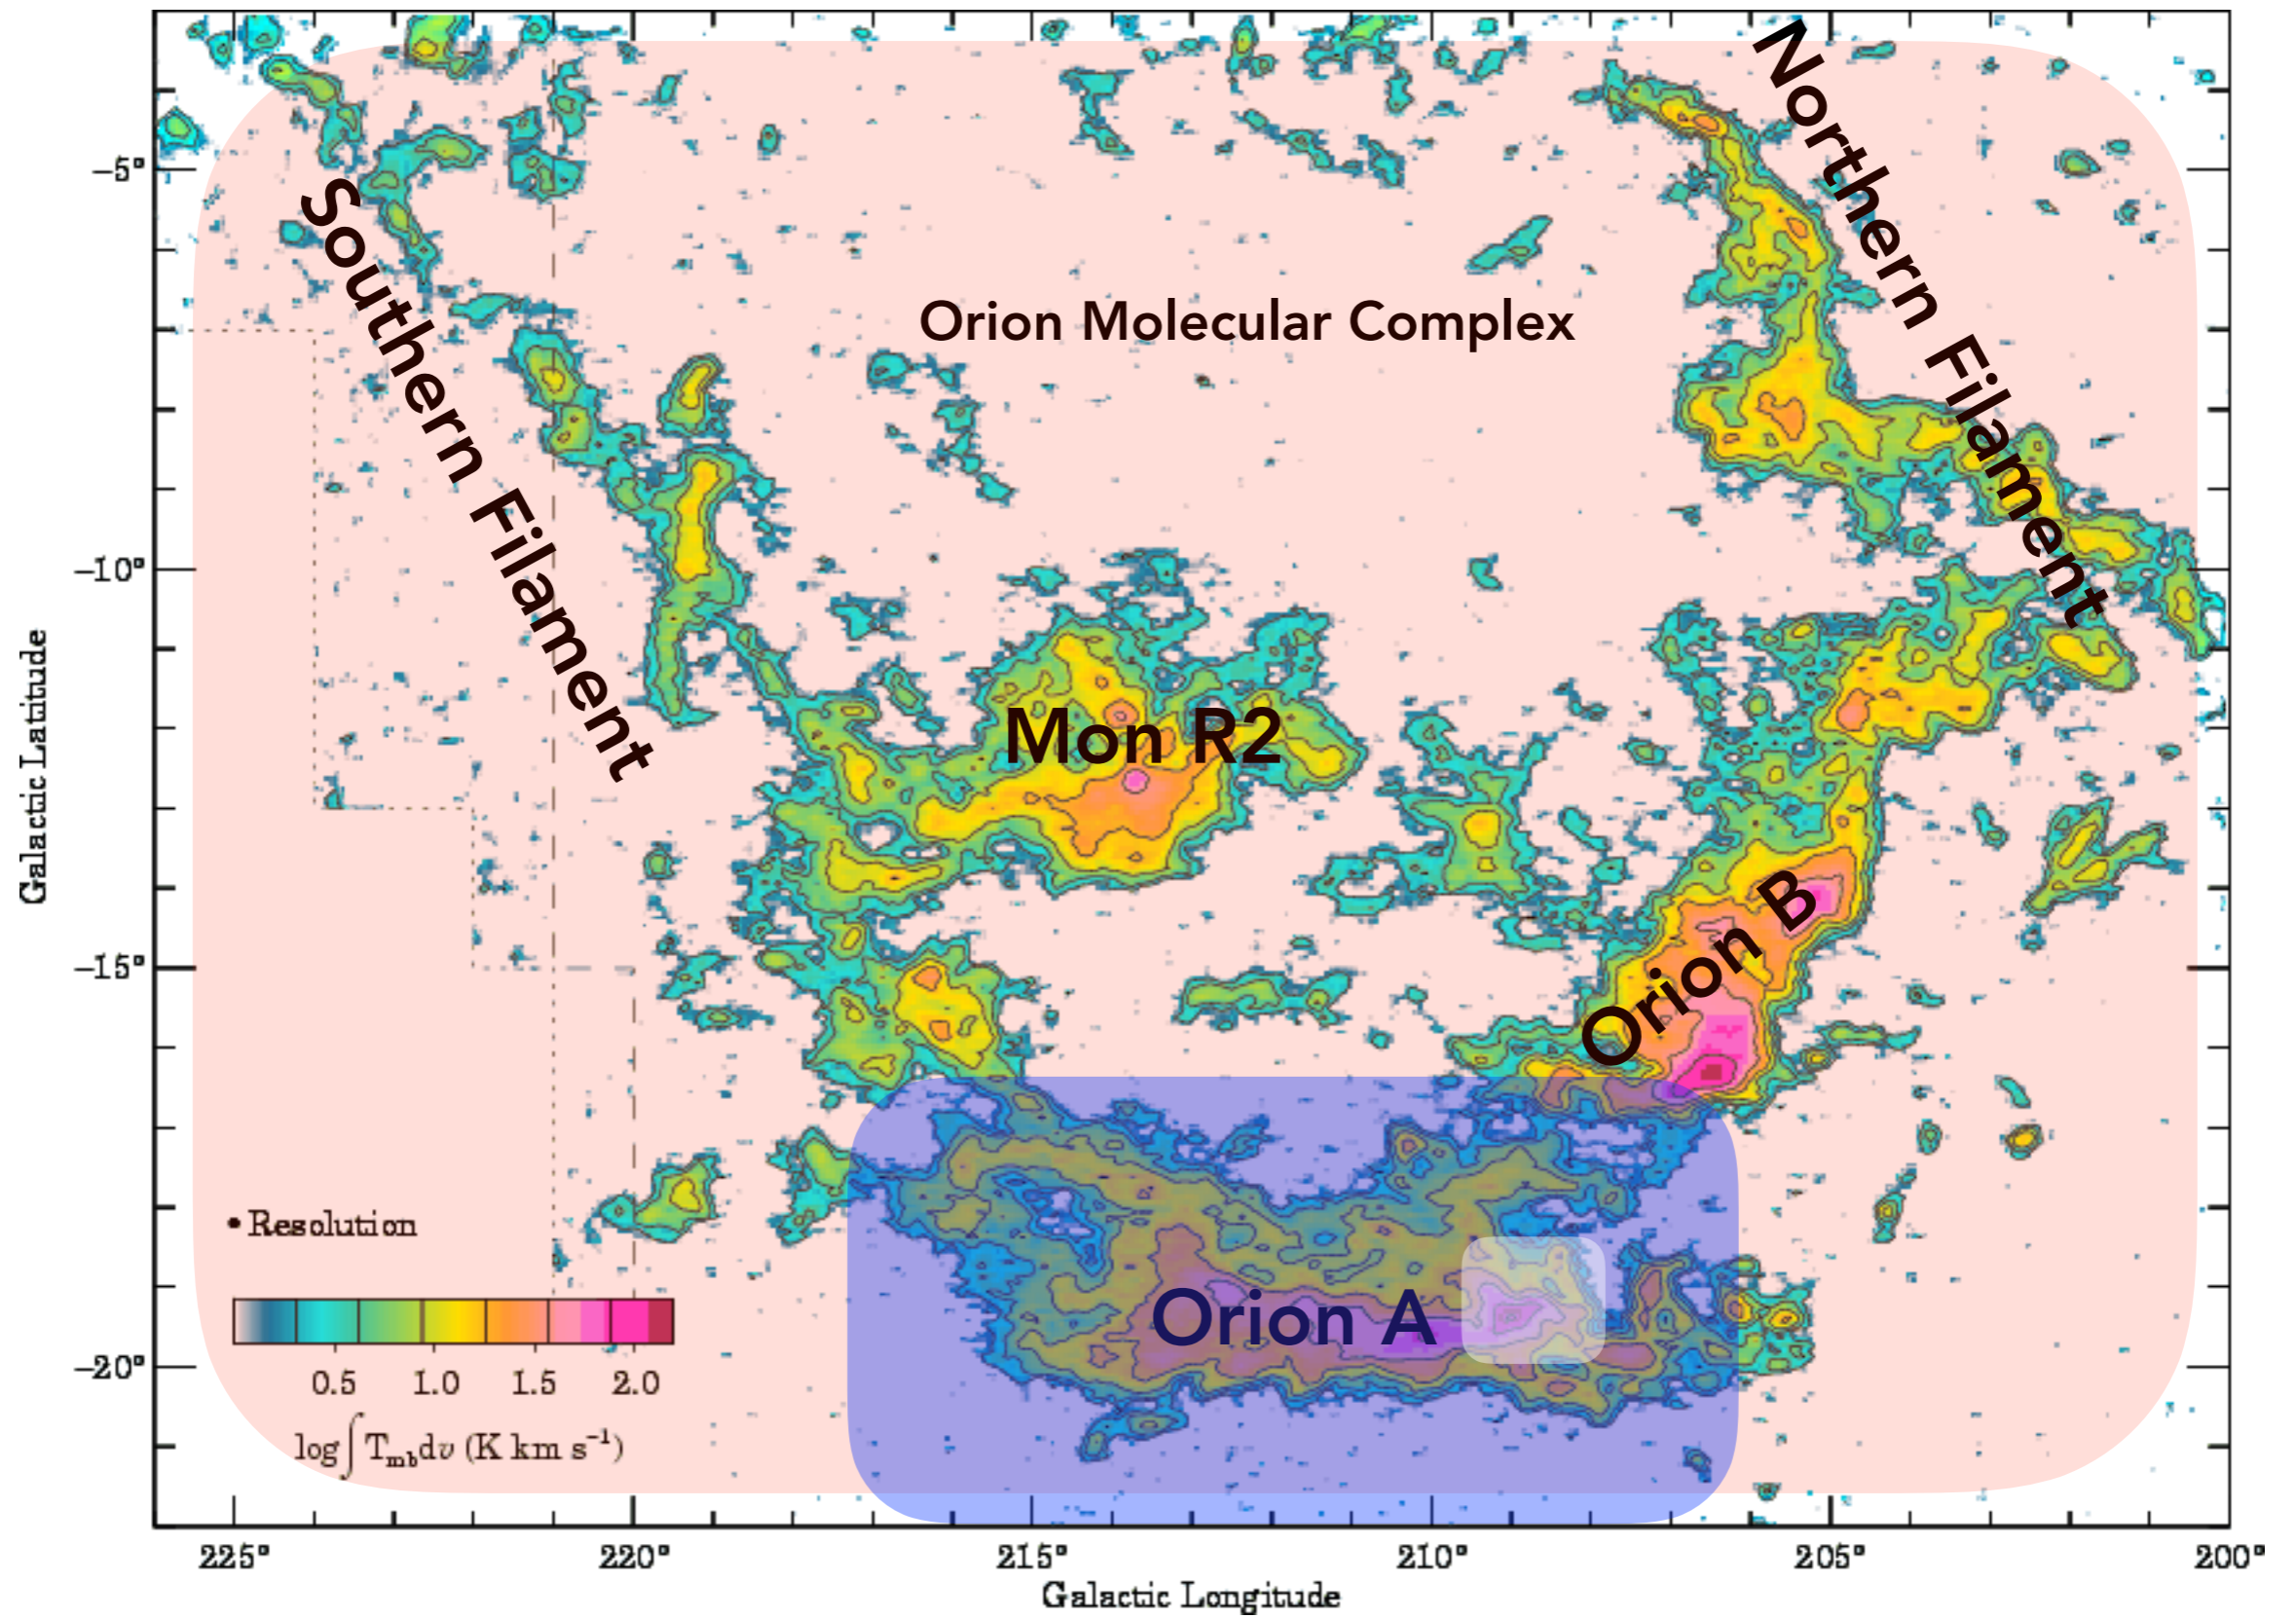 Northern Filament
−5°
Southern Filament
Orion Molecular Complex
−10°
Galactic Latitude
Mon R2
Orion B
−15°
Resolution
Orion A
−20°
0.5 1.0 1.5 2.0
log∫T_mb dv (K km s⁻¹)
225° 220° 215° 210° 205° 200°
Galactic Longitude